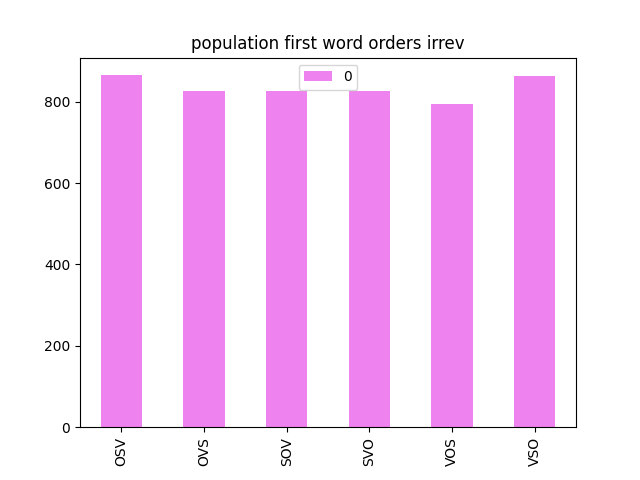 population first word orders irrev
0
800
600
400
200
0
OSV
OVS
SOV
SVO
VOS
VSO